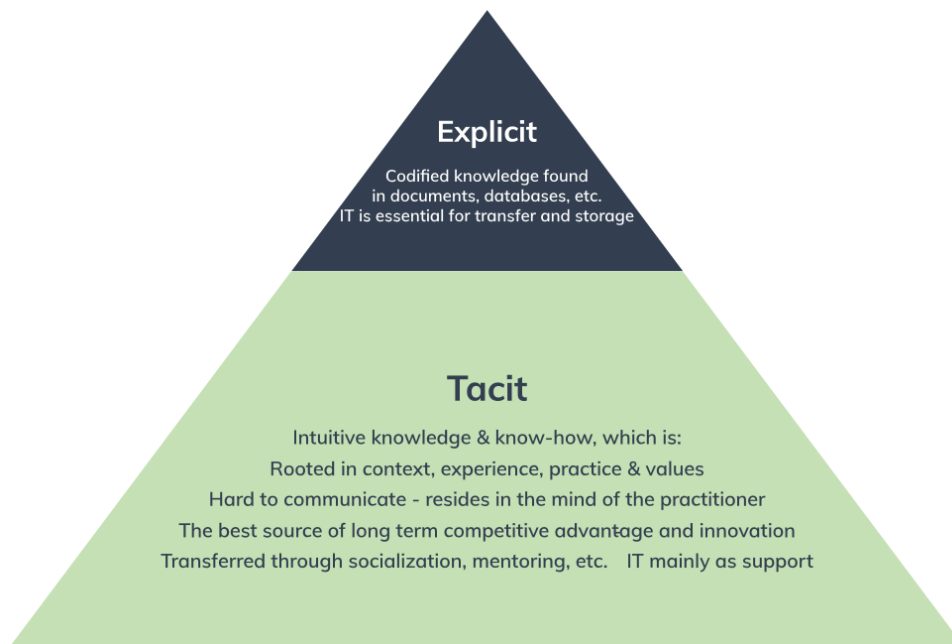 Explicit
Codified knowledge found
in documents, databases, etc.
IT is essential for transfer and storage
Tacit
Intuitive knowledge & know-how, which is:
Rooted in context, experience, practice & values
Hard to communicate - resides in the mind of the practitioner
The best source of long term competitive advantage and innovation
Transferred through socialization, mentoring, etc. IT mainly as support